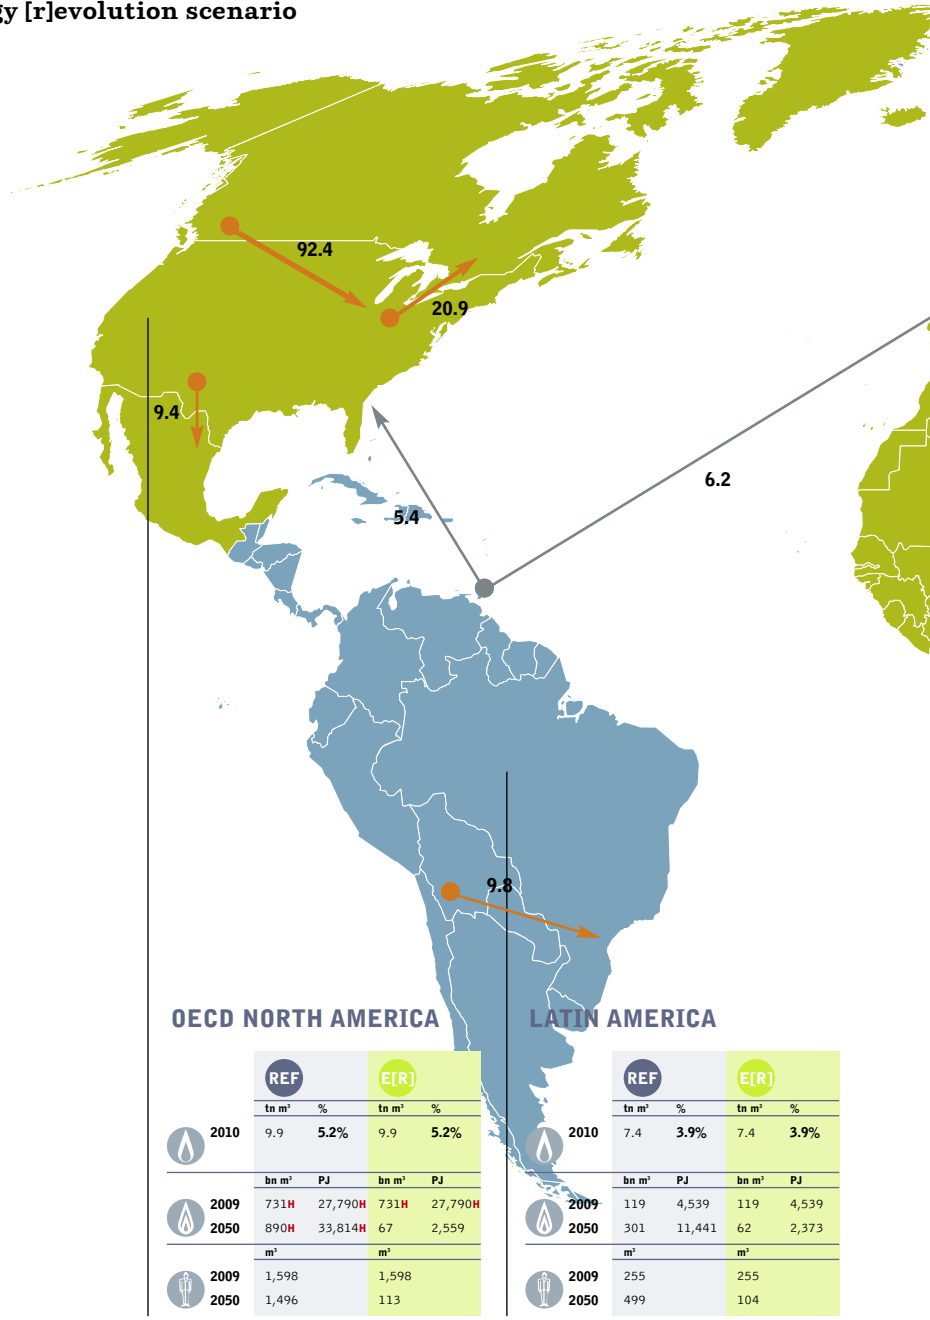 gy [r]evolution scenario
92.4
20.9
9.4
6.2
5.4
9.8
OECD NORTH AMERICA
REF E[R]
tn m³ % tn m³ %
2010 9.9 5.2% 9.9 5.2%
bn m³ PJ bn m³ PJ
2009 731H 27,790H 731H 27,790H
2050 890H 33,814H 67 2,559
m³ m³
2009 1,598 1,598
2050 1,496 113
LATIN AMERICA
REF E[R]
tn m³ % tn m³ %
2010 7.4 3.9% 7.4 3.9%
bn m³ PJ bn m³ PJ
2009 119 4,539 119 4,539
2050 301 11,441 62 2,373
m³ m³
2009 255 255
2050 499 104